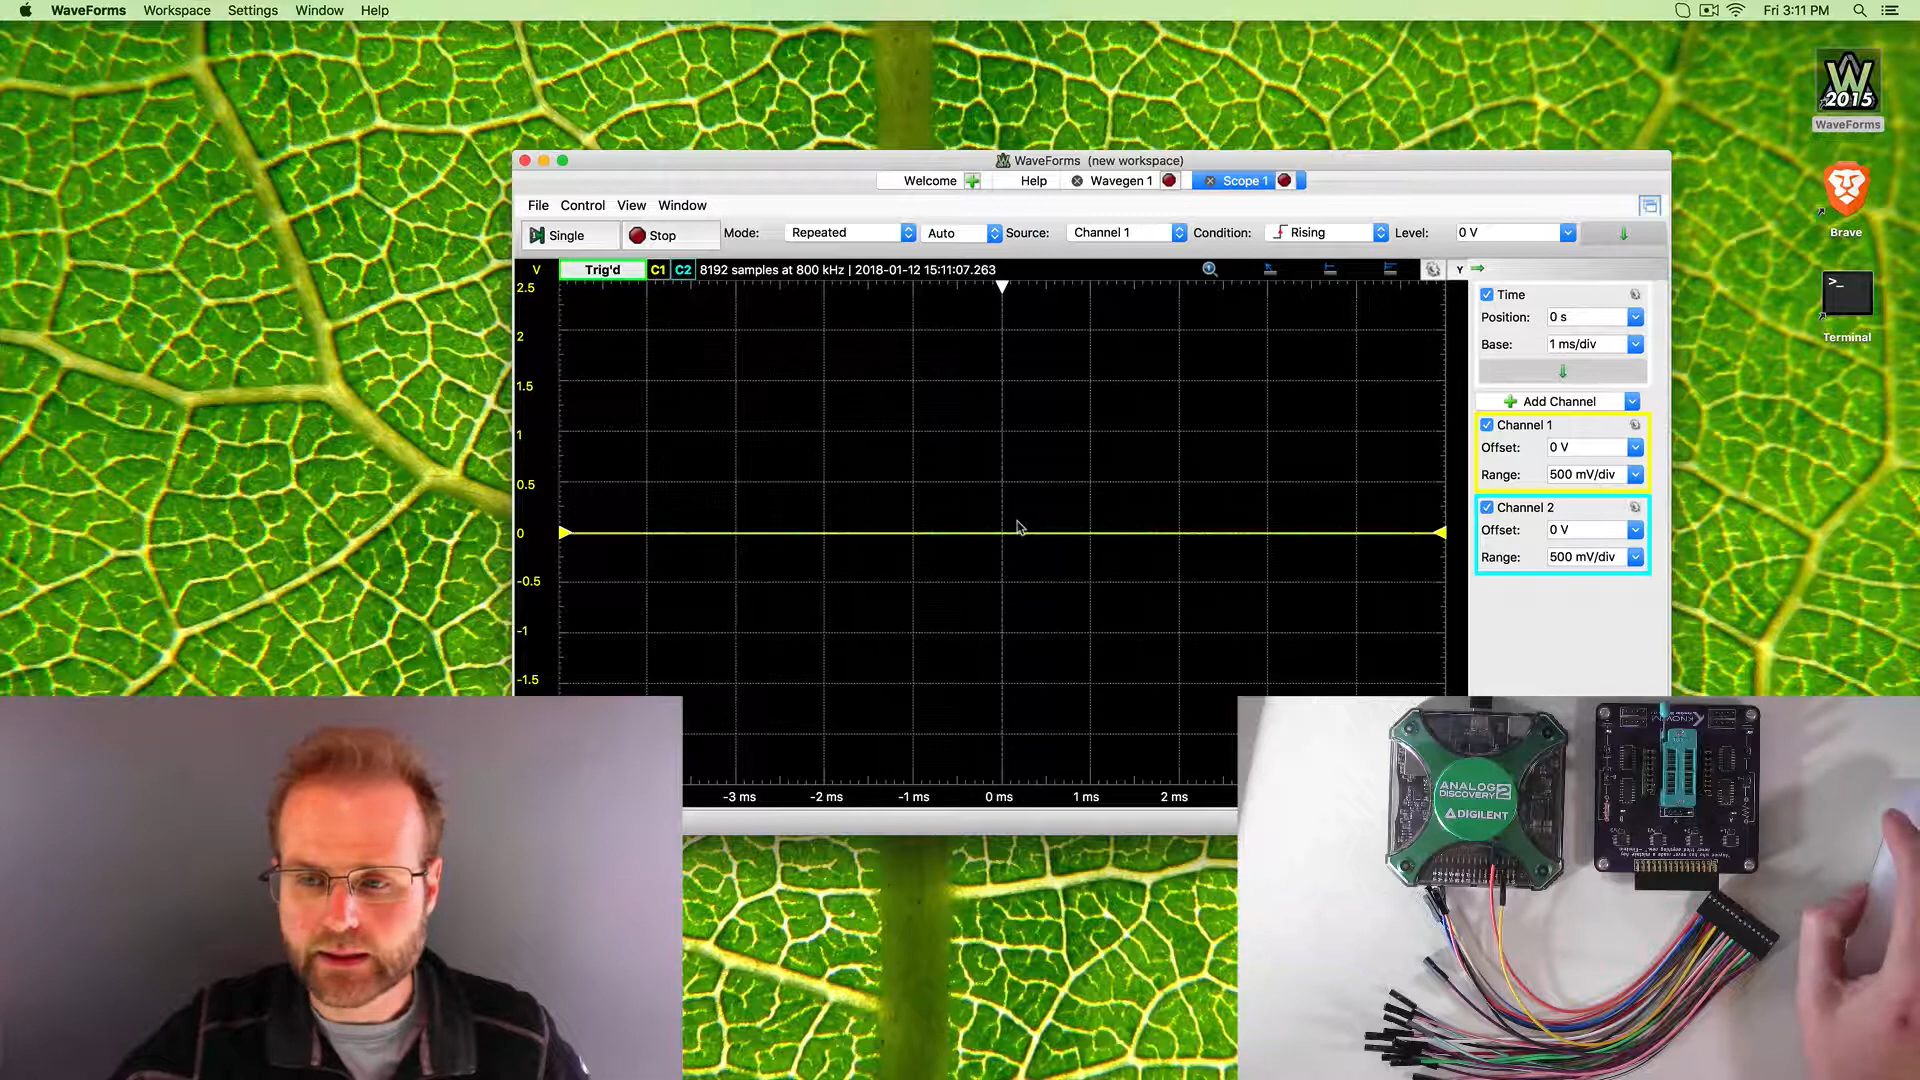 WaveForms Workspace Settings Window Help Fri 3:11 PM
W
2015
WaveForms
Brave
>_
Terminal
WaveForms (new workspace)
Welcome Help Wavegen 1 Scope 1
File Control View Window
Single Stop Mode: Repeated Auto Source: Channel 1 Condition: Rising Level: 0 V
V Trig'd C1 C2 8192 samples at 800 kHz | 2018-01-12 15:11:07.263 Y
2.5
2
1.5
1
0.5
0
-0.5
-1
-1.5
-3 ms -2 ms -1 ms 0 ms 1 ms 2 ms
Time
Position: 0 s
Base: 1 ms/div
Add Channel
Channel 1
Offset: 0 V
Range: 500 mV/div
Channel 2
Offset: 0 V
Range: 500 mV/div
ANALOG
DISCOVERY 2
DIGILENT
KNOWM